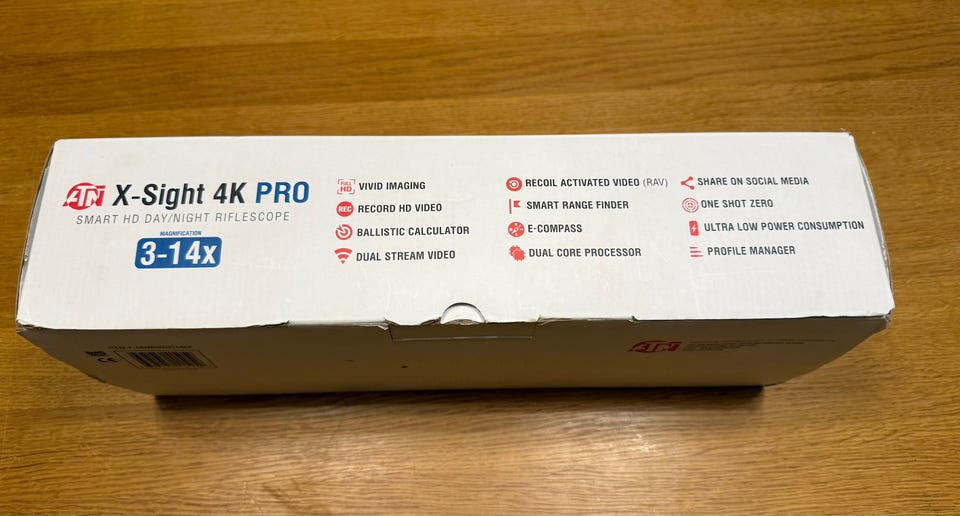 ATN X-Sight 4K PRO
SMART HD DAY/NIGHT RIFLESCOPE
MAGNIFICATION
3-14x
FULL HD VIVID IMAGING
REC RECORD HD VIDEO
BALLISTIC CALCULATOR
DUAL STREAM VIDEO
RECOIL ACTIVATED VIDEO (RAV)
SMART RANGE FINDER
E-COMPASS
DUAL CORE PROCESSOR
SHARE ON SOCIAL MEDIA
ONE SHOT ZERO
ULTRA LOW POWER CONSUMPTION
PROFILE MANAGER
CE
ATN